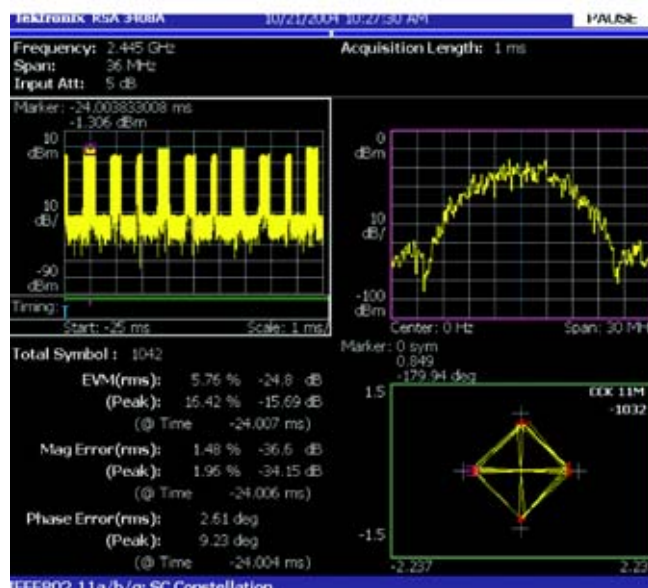 Tektronix RSA 3408A 10/21/2004 10:27:30 AM PAUSE
Frequency: 2.445 GHz Acquisition Length: 1 ms
Span: 36 MHz
Input Att: 5 dB
Marker: -24.003833008 ms
-1.306 dBm
10
dBm
10
dB/
-90
dBm
Timing:
Start: -25 ms Scale: 1 ms/
0
dBm
10
dB/
-100
dBm
Center: 0 Hz Span: 30 MH
Total Symbol : 1042
EVM(rms): 5.76 % -24.8 dB
(Peak): 16.42 % -15.69 dB
(@ Time -24.007 ms)
Mag Error(rms): 1.48 % -36.6 dB
(Peak): 1.96 % -34.15 dB
(@ Time -24.006 ms)
Phase Error(rms): 2.61 deg
(Peak): 9.23 deg
(@ Time -24.004 ms)
Marker: 0 sym
0.849
-179.94 deg
1.5
CCK 11M
-1032
-1.5
-2.237 2.23
IEEE802.11a/b/g: SC Constellation